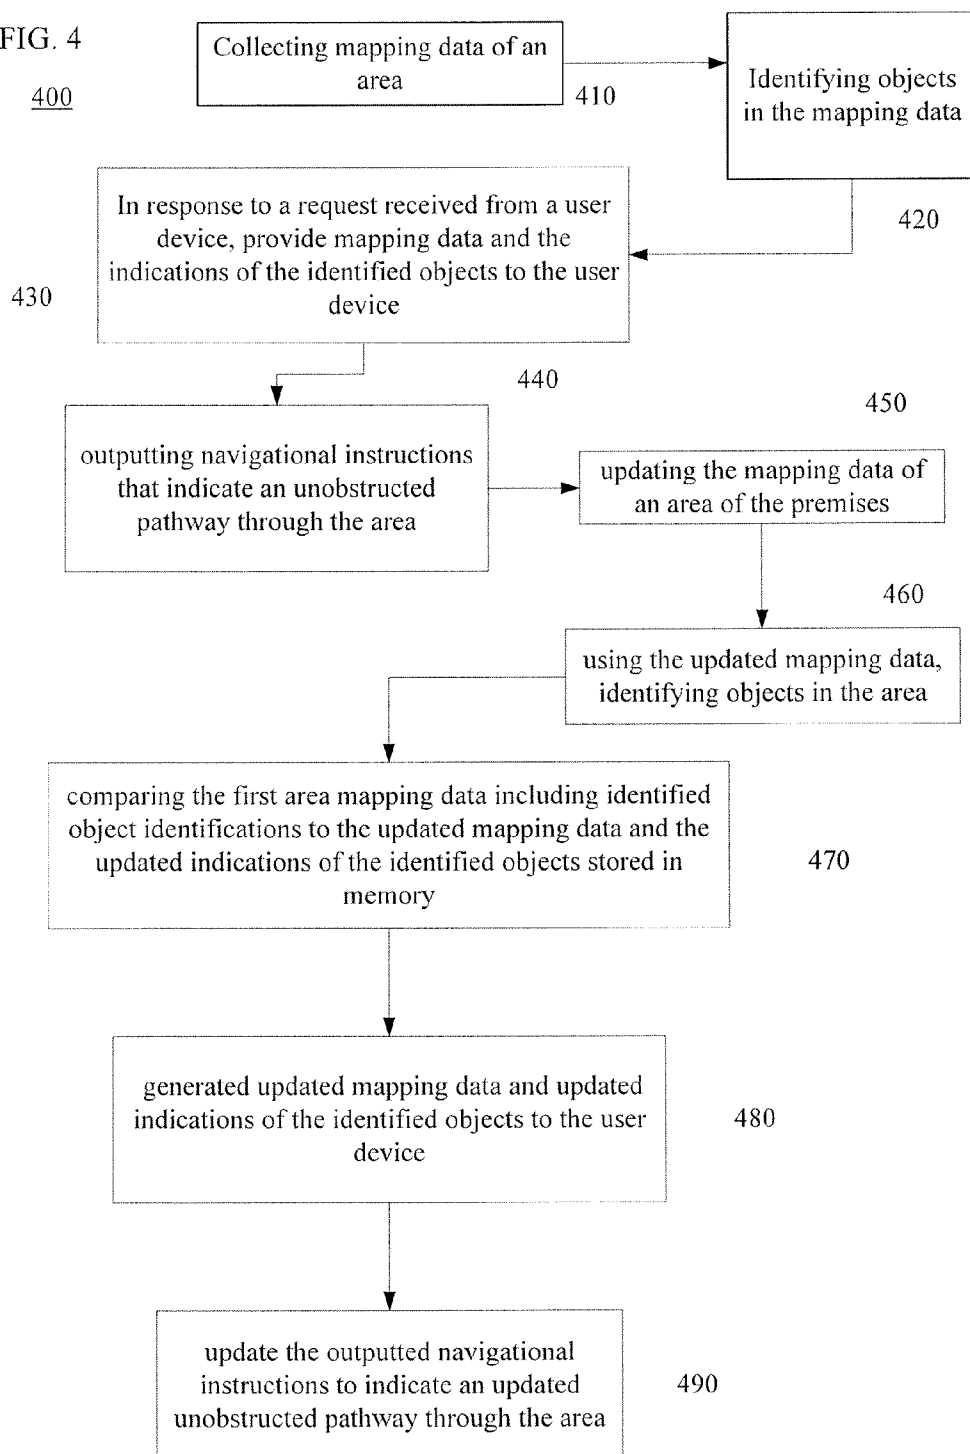 FIG. 4
400
Collecting mapping data of an
area
410
Identifying objects
in the mapping data
420
In response to a request received from a user
device, provide mapping data and the
indications of the identified objects to the user
device
430
440
outputting navigational instructions
that indicate an unobstructed
pathway through the area
450
updating the mapping data of
an area of the premises
460
using the updated mapping data,
identifying objects in the area
comparing the first area mapping data including identified
object identifications to the updated mapping data and the
updated indications of the identified objects stored in
memory
470
generated updated mapping data and updated
indications of the identified objects to the user
device
480
update the outputted navigational
instructions to indicate an updated
unobstructed pathway through the area
490